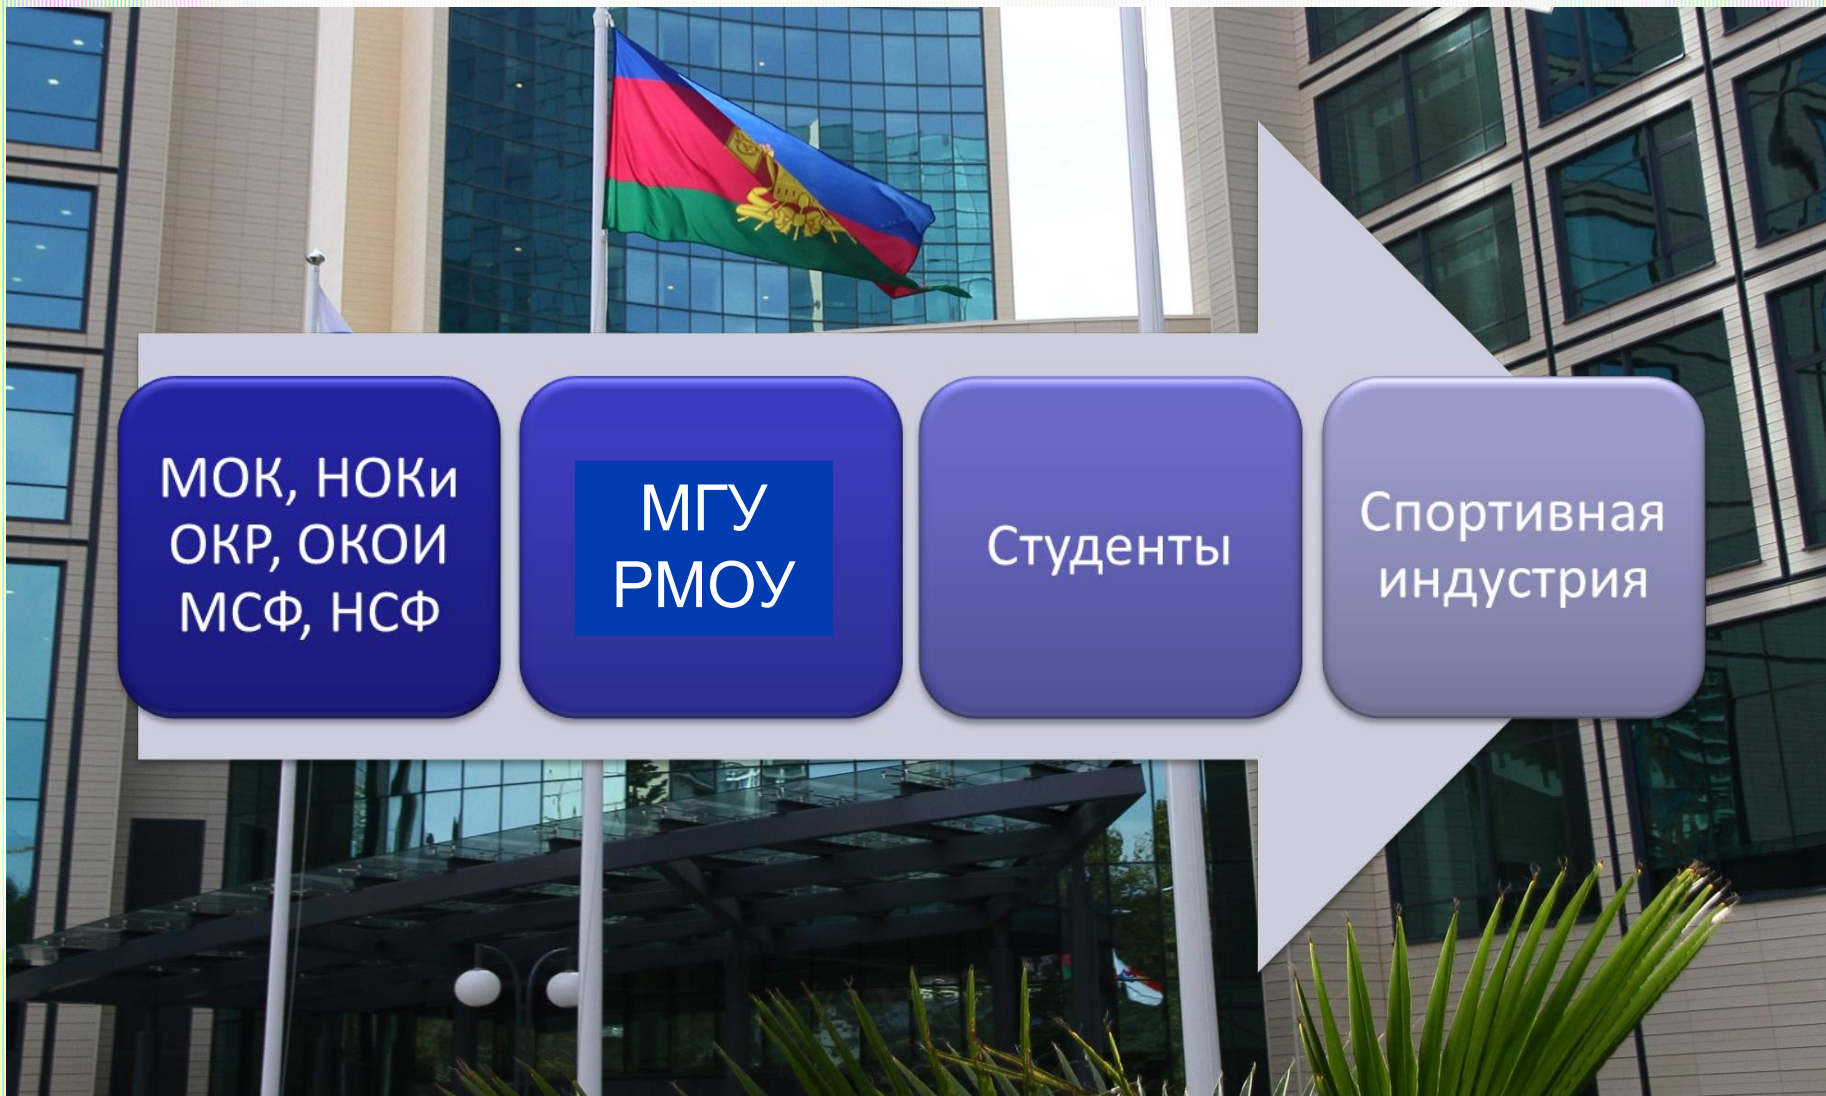 МОК, НОКи
ОКР, ОКОИ
МСФ, НСФ
МГУ
РМОУ
Студенты
Спортивная
индустрия